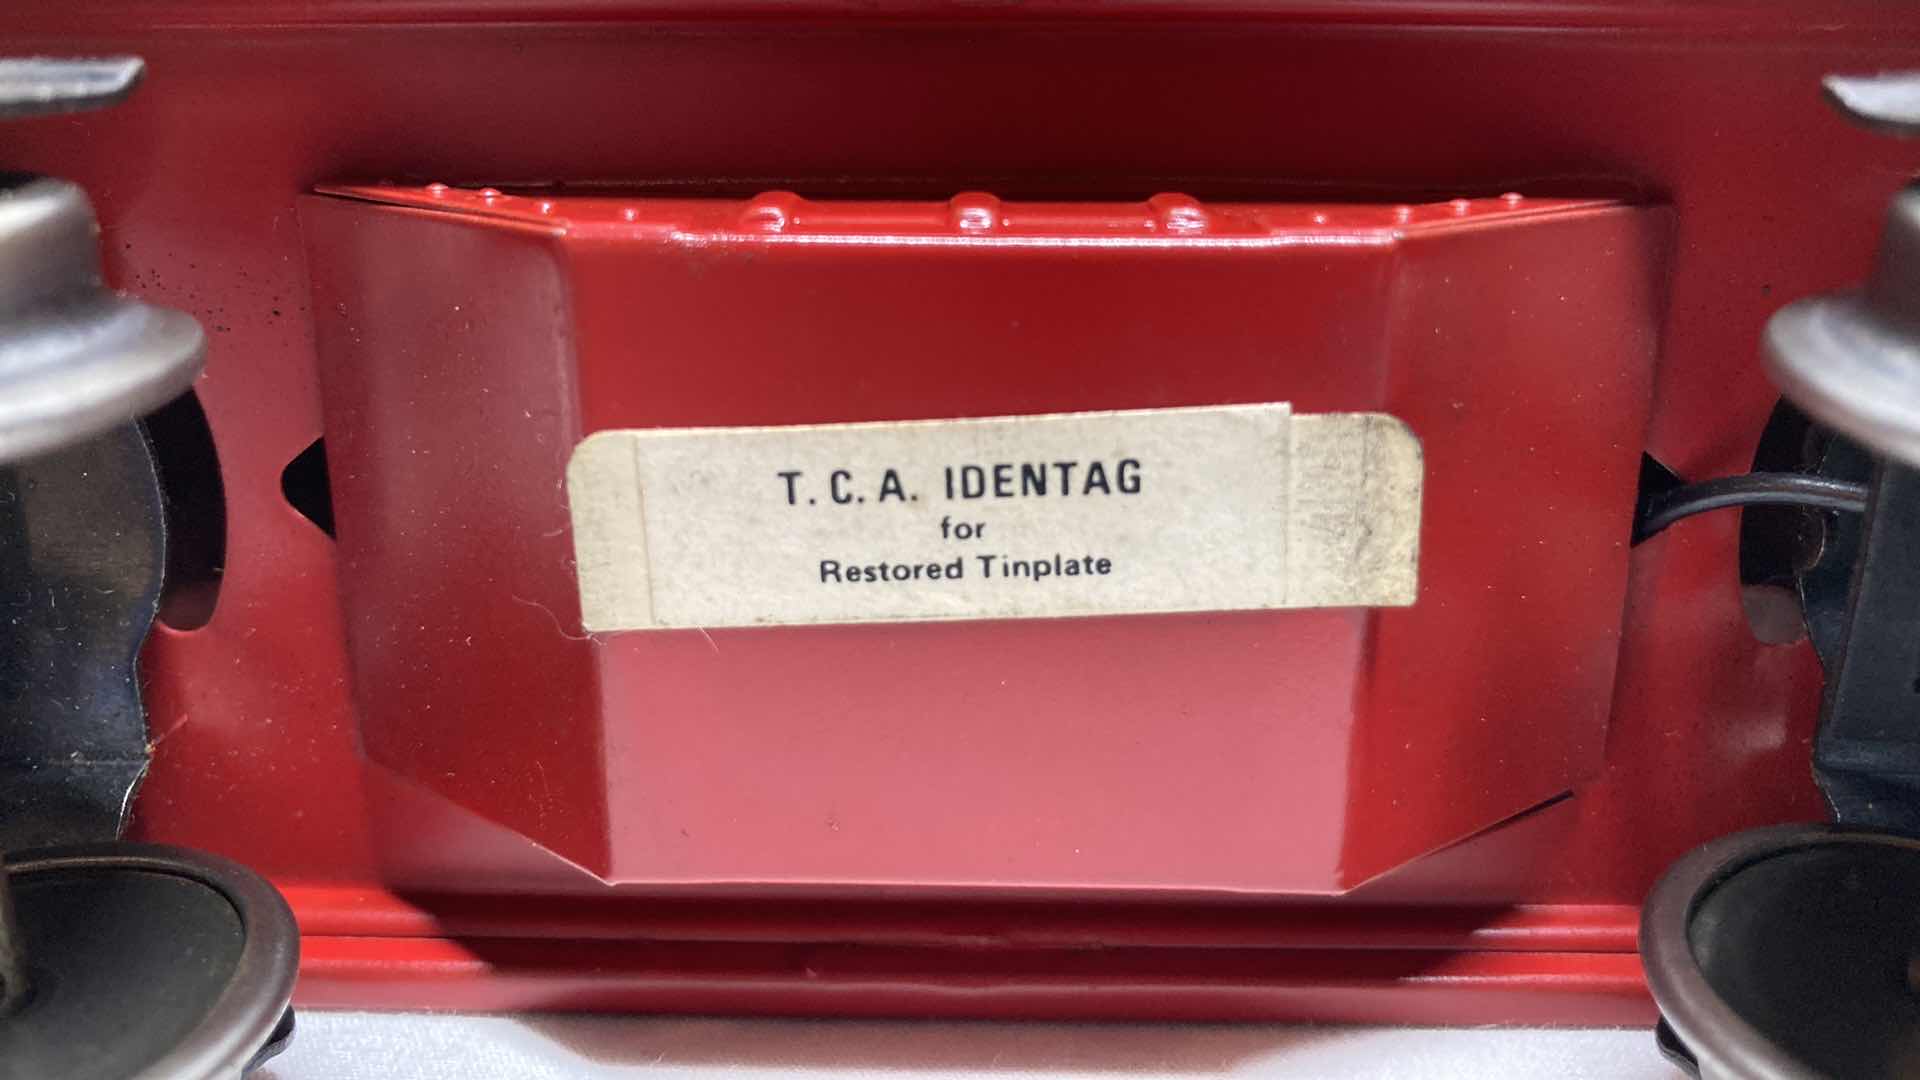 T. C. A. IDENTAG
for
Restored Tinplate